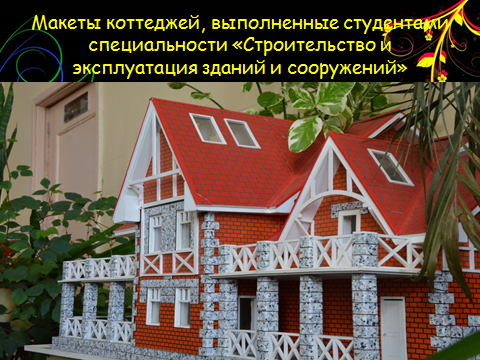 Макеты коттеджей, выполненные студентами
специальности «Строительство и
эксплуатация зданий и сооружений»